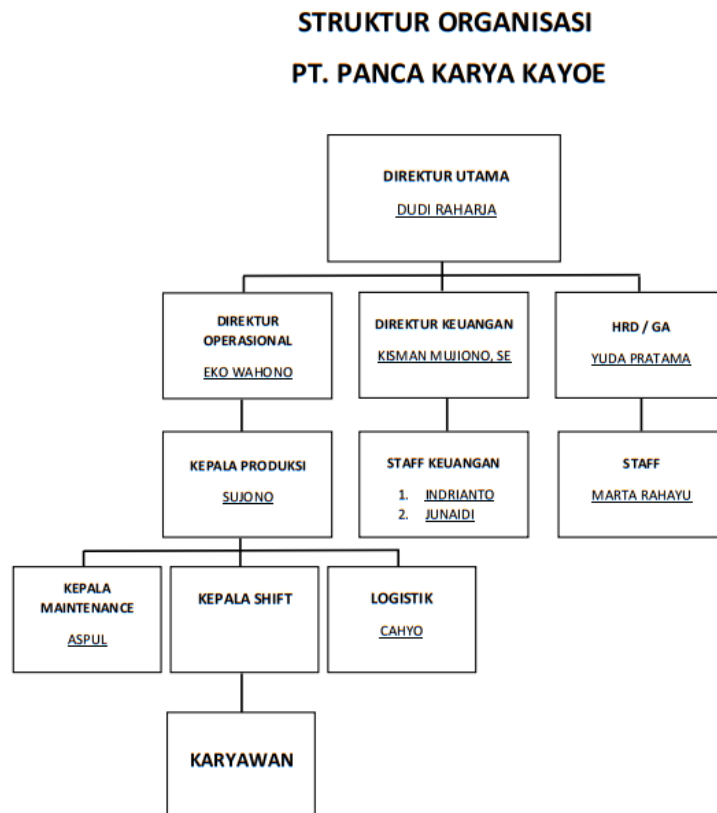 STRUKTUR ORGANISASI
PT. PANCA KARYA KAYOE
DIREKTUR UTAMA
DUDI RAHARJA
DIREKTUR
OPERASIONAL
EKO WAHONO
DIREKTUR KEUANGAN
KISMAN MUJIONO, SE
HRD / GA
YUDA PRATAMA
KEPALA PRODUKSI
SUJONO
STAFF KEUANGAN
1. INDRIANTO
2. JUNAIDI
STAFF
MARTA RAHAYU
KEPALA
MAINTENANCE
ASPUL
KEPALA SHIFT
LOGISTIK
CAHYO
KARYAWAN